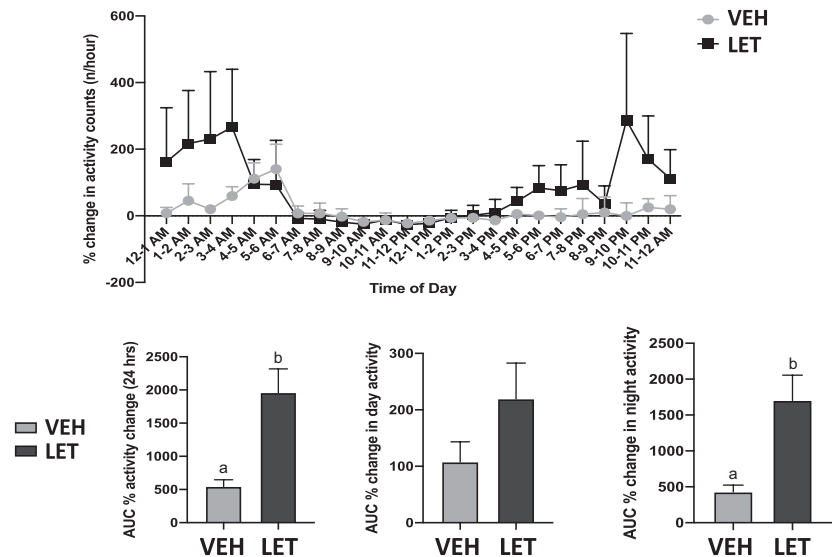 VEH
LET
% change in activity counts (n/hour)
600
400
200
0
-200
12-1 AM
1-2 AM
2-3 AM
3-4 AM
4-5 AM
5-6 AM
6-7 AM
7-8 AM
8-9 AM
9-10 AM
10-11 AM
11-12 PM
12-1 PM
1-2 PM
2-3 PM
3-4 PM
4-5 PM
5-6 PM
6-7 PM
7-8 PM
8-9 PM
9-10 PM
10-11 PM
11-12 AM
Time of Day
VEH
LET
AUC % activity change (24 hrs)
2500
2000
1500
1000
500
0
a
b
VEH LET
AUC % change in day activity
300
200
100
0
VEH LET
AUC % change in night activity
2500
2000
1500
1000
500
0
a
b
VEH LET